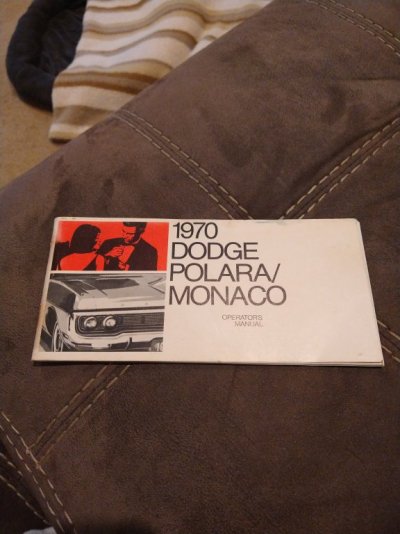 1970
DODGE
POLARA/
MONACO
OPERATORS
MANUAL